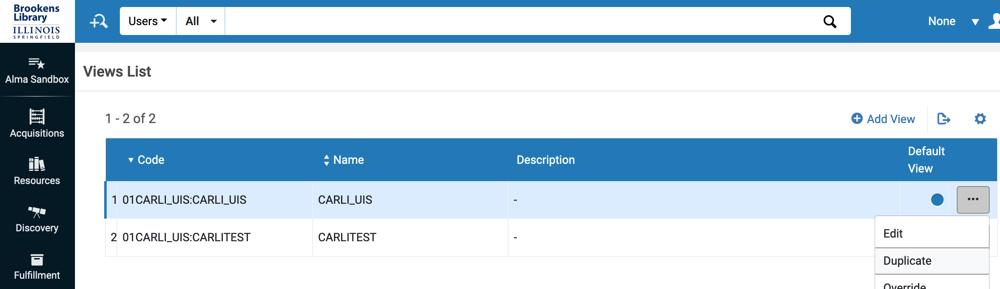 Brookens
Library
ILLINOIS
SPRINGFIELD
Users
All
None
Alma Sandbox
Acquisitions
Resources
Discovery
Fulfillment
Views List
1 - 2 of 2
Add View
Code
Name
Description
Default
View
1 01CARLI_UIS:CARLI_UIS CARLI_UIS -
2 01CARLI_UIS:CARLITEST CARLITEST -
Edit
Duplicate
Override